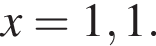 x = 1, 1.